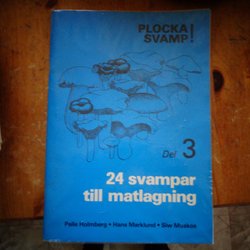 PLOCKA
SVAMP!
Del 3
24 svampar
till matlagning
Pelle Holmberg • Hans Marklund • Siw Muskos